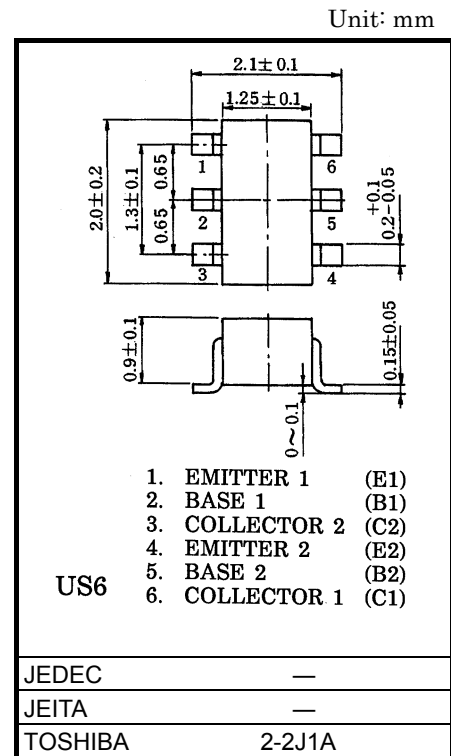 Unit: mm
2.1±0.1
1.25±0.1
1
6
2
5
3
4
2.0±0.2
1.3±0.1
0.65
0.65
+0.1
0.2-0.05
0.9±0.1
0.15±0.05
0~0.1
1. EMITTER 1 (E1)
2. BASE 1 (B1)
3. COLLECTOR 2 (C2)
4. EMITTER 2 (E2)
5. BASE 2 (B2)
6. COLLECTOR 1 (C1)
US6
JEDEC —
JEITA —
TOSHIBA 2-2J1A